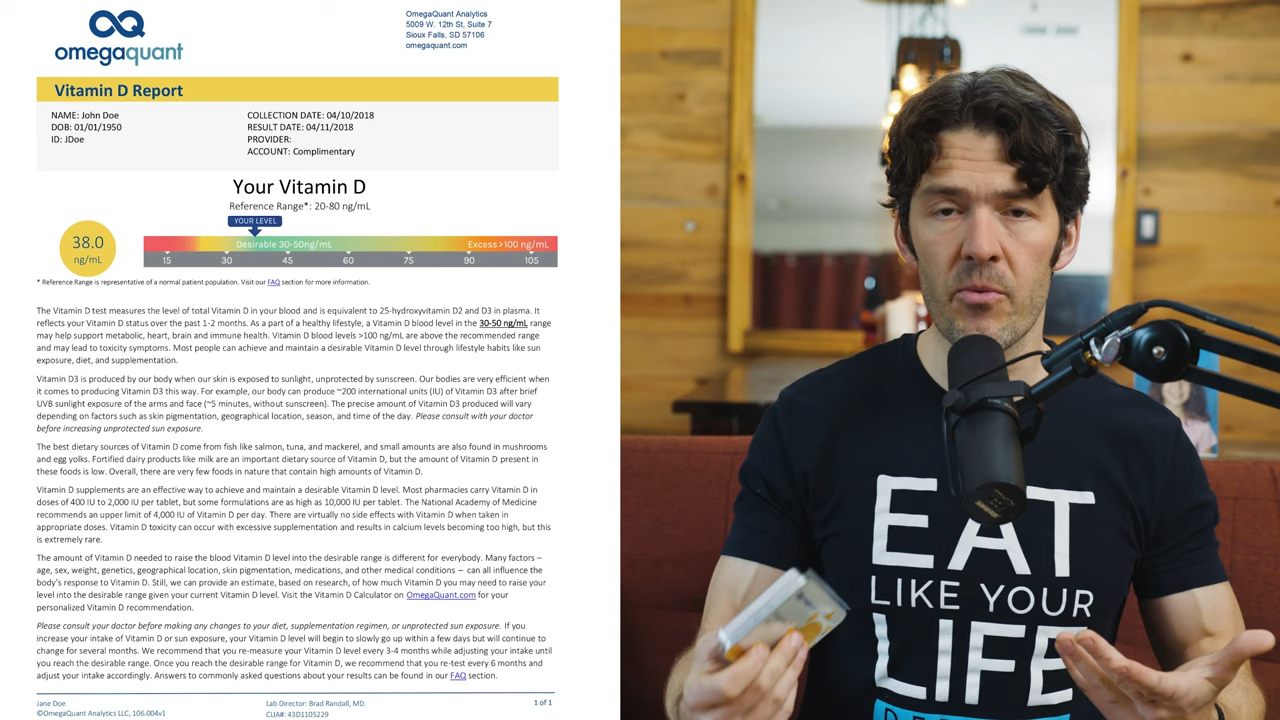 omegaquant
OmegaQuant Analytics
5009 W. 12th St, Suite 7
Sioux Falls, SD 57106
omegaquant.com
Vitamin D Report
NAME: John Doe
DOB: 01/01/1950
ID: JDoe
COLLECTION DATE: 04/10/2018
RESULT DATE: 04/11/2018
PROVIDER:
ACCOUNT: Complimentary
Your Vitamin D
Reference Range*: 20-80 ng/mL
YOUR LEVEL
38.0
ng/mL
Desirable 30-50ng/mL
Excess>100 ng/mL
15 30 45 60 75 90 105
* Reference Range is representative of a normal patient population. Visit our FAQ section for more information.
The Vitamin D test measures the level of total Vitamin D in your blood and is equivalent to 25-hydroxyvitamin D2 and D3 in plasma. It
reflects your Vitamin D status over the past 1-2 months. As a part of a healthy lifestyle, a Vitamin D blood level in the 30-50 ng/mL range
may help support metabolic, heart, brain and immune health. Vitamin D blood levels >100 ng/mL are above the recommended range
and may lead to toxicity symptoms. Most people can achieve and maintain a desirable Vitamin D level through lifestyle habits like sun
exposure, diet, and supplementation.
Vitamin D3 is produced by our body when our skin is exposed to sunlight, unprotected by sunscreen. Our bodies are very efficient when
it comes to producing Vitamin D3 this way. For example, our body can produce ~200 international units (IU) of Vitamin D3 after brief
UVB sunlight exposure of the arms and face (~5 minutes, without sunscreen). The precise amount of Vitamin D3 produced will vary
depending on factors such as skin pigmentation, geographical location, season, and time of the day. Please consult with your doctor
before increasing unprotected sun exposure.
The best dietary sources of Vitamin D come from fish like salmon, tuna, and mackerel, and small amounts are also found in mushrooms
and egg yolks. Fortified dairy products like milk are an important dietary source of Vitamin D, but the amount of Vitamin D present in
these foods is low. Overall, there are very few foods in nature that contain high amounts of Vitamin D.
Vitamin D supplements are an effective way to achieve and maintain a desirable Vitamin D level. Most pharmacies carry Vitamin D in
doses of 400 IU to 2,000 IU per tablet, but some formulations are as high as 10,000 IU per tablet. The National Academy of Medicine
recommends an upper limit of 4,000 IU of Vitamin D per day. There are virtually no side effects with Vitamin D when taken in
appropriate doses. Vitamin D toxicity can occur with excessive supplementation and results in calcium levels becoming too high, but this
is extremely rare.
The amount of Vitamin D needed to raise the blood Vitamin D level into the desirable range is different for everybody. Many factors –
age, sex, weight, genetics, geographical location, skin pigmentation, medications, and other medical conditions – can all influence the
body's response to Vitamin D. Still, we can provide an estimate, based on research, of how much Vitamin D you may need to raise your
level into the desirable range given your current Vitamin D level. Visit the Vitamin D Calculator on OmegaQuant.com for your
personalized Vitamin D recommendation.
Please consult your doctor before making any changes to your diet, supplementation regimen, or unprotected sun exposure. If you
increase your intake of Vitamin D or sun exposure, your Vitamin D level will begin to slowly go up within a few days but will continue to
change for several months. We recommend that you re-measure your Vitamin D level every 3-4 months while adjusting your intake until
you reach the desirable range. Once you reach the desirable range for Vitamin D, we recommend that you re-test every 6 months and
adjust your intake accordingly. Answers to commonly asked questions about your results can be found in our FAQ section.
Jane Doe
©OmegaQuant Analytics LLC, 106.004v1
Lab Director: Brad Randall, MD.
CLIA#: 43D1105229
1 of 1
EAT
LIKE YOUR
LIFE